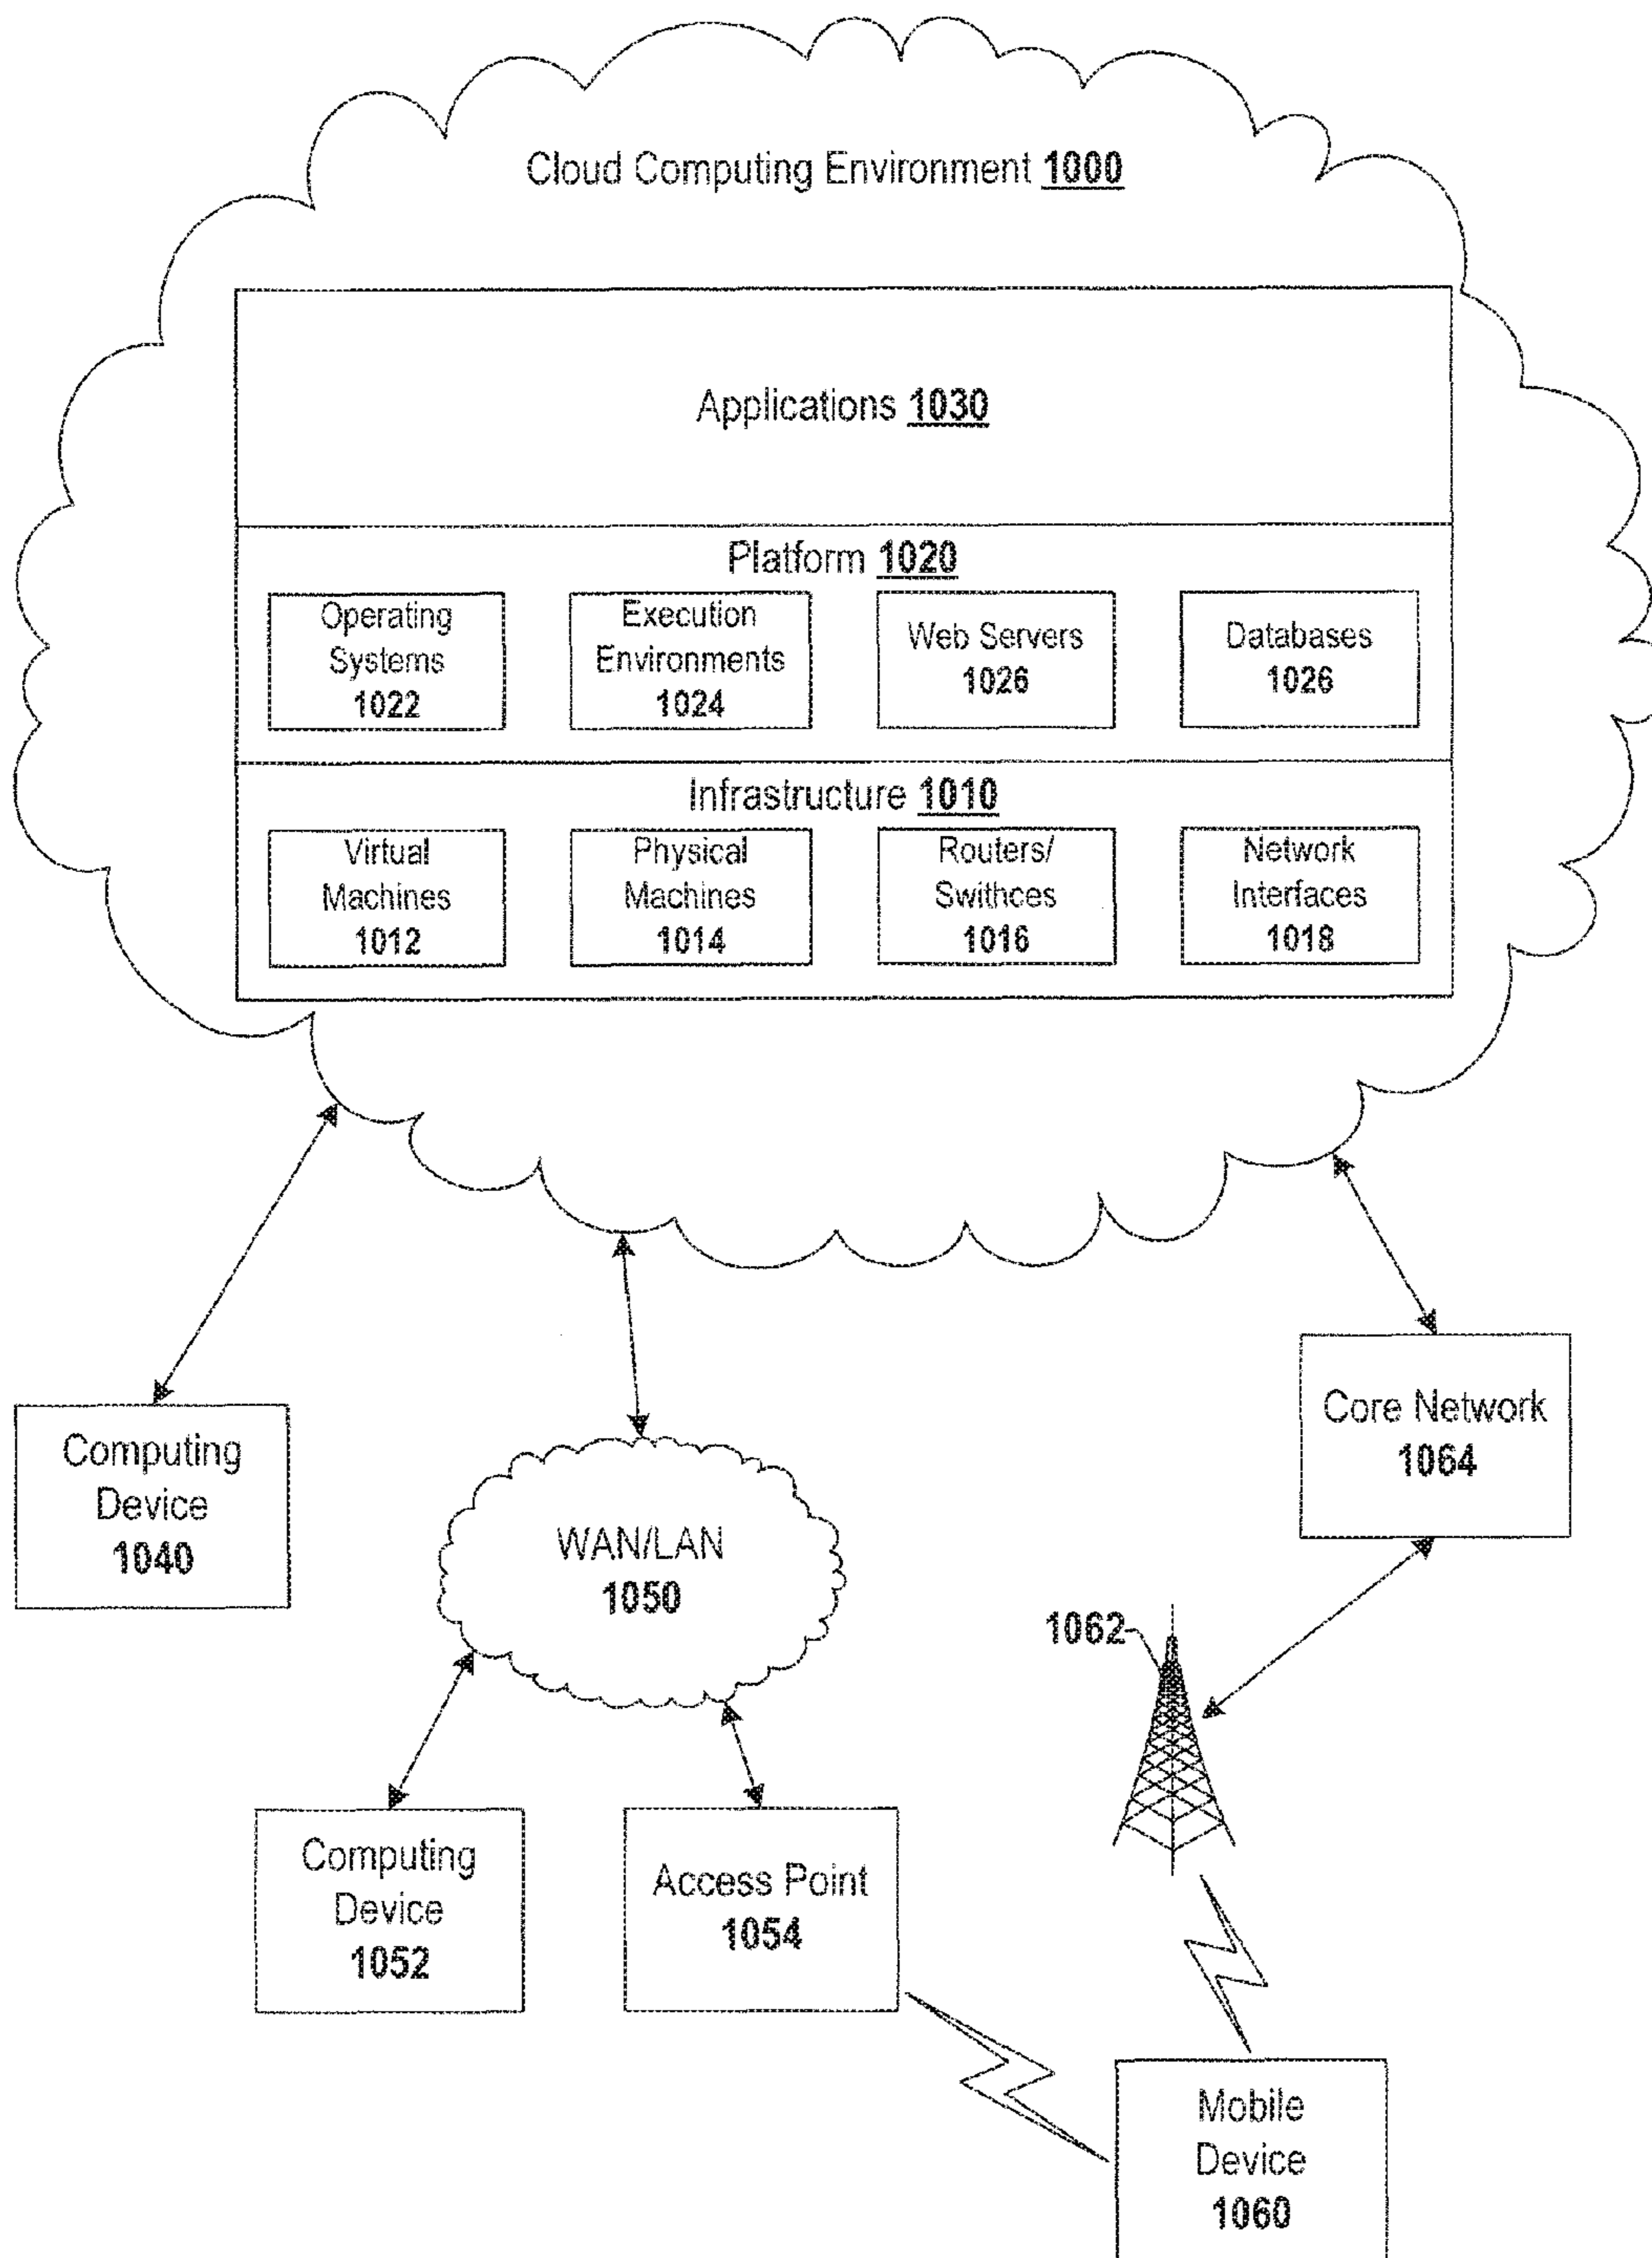 Cloud Computing Environment 1000
Applications 1030
Platform 1020
Operating
Systems
1022
Execution
Environments
1024
Web Servers
1026
Databases
1026
Infrastructure 1010
Virtual
Machines
1012
Physical
Machines
1014
Routers/
Swithces
1016
Network
Interfaces
1018
Computing
Device
1040
WAN/LAN
1050
Core Network
1064
1062
Computing
Device
1052
Access Point
1054
Mobile
Device
1060